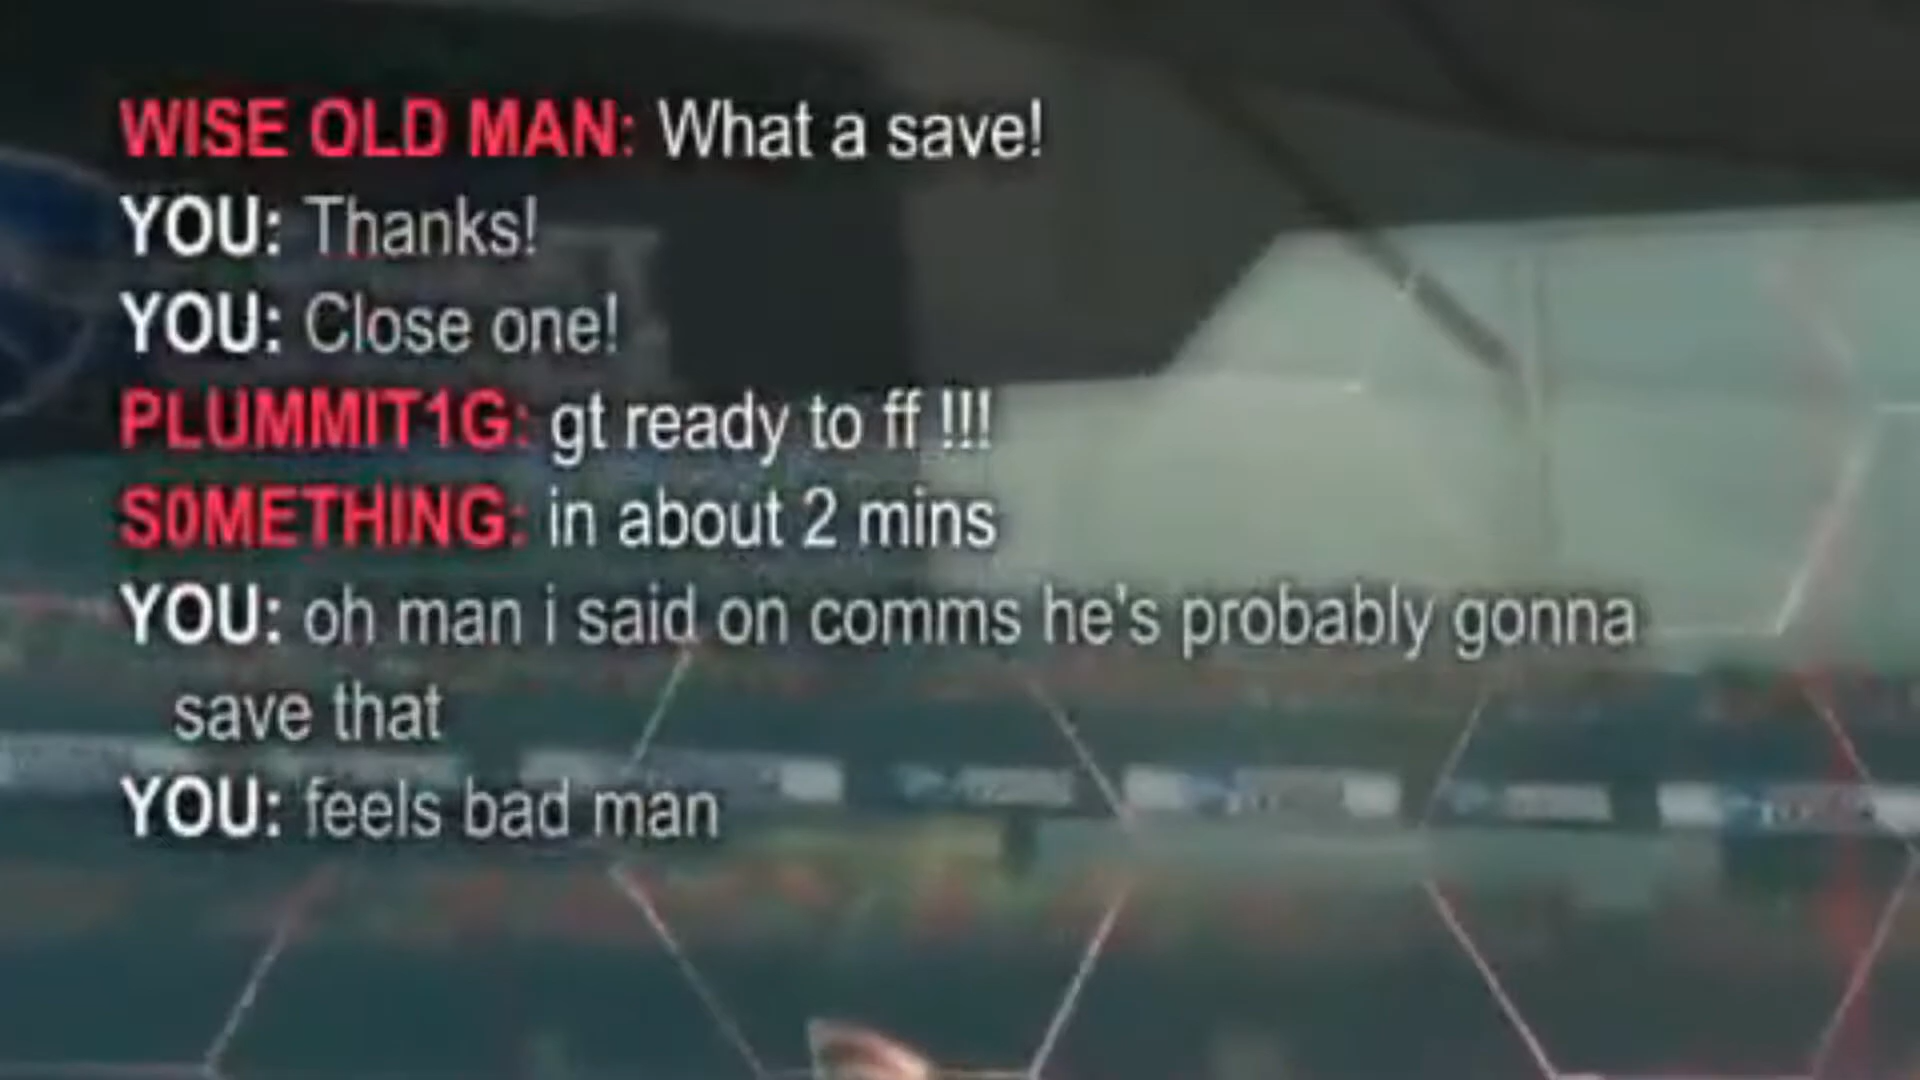 WISE OLD MAN: What a save!
YOU: Thanks!
YOU: Close one!
PLUMMIT1G: gt ready to ff !!!
S0METHING: in about 2 mins
YOU: oh man i said on comms he's probably gonna
save that
YOU: feels bad man